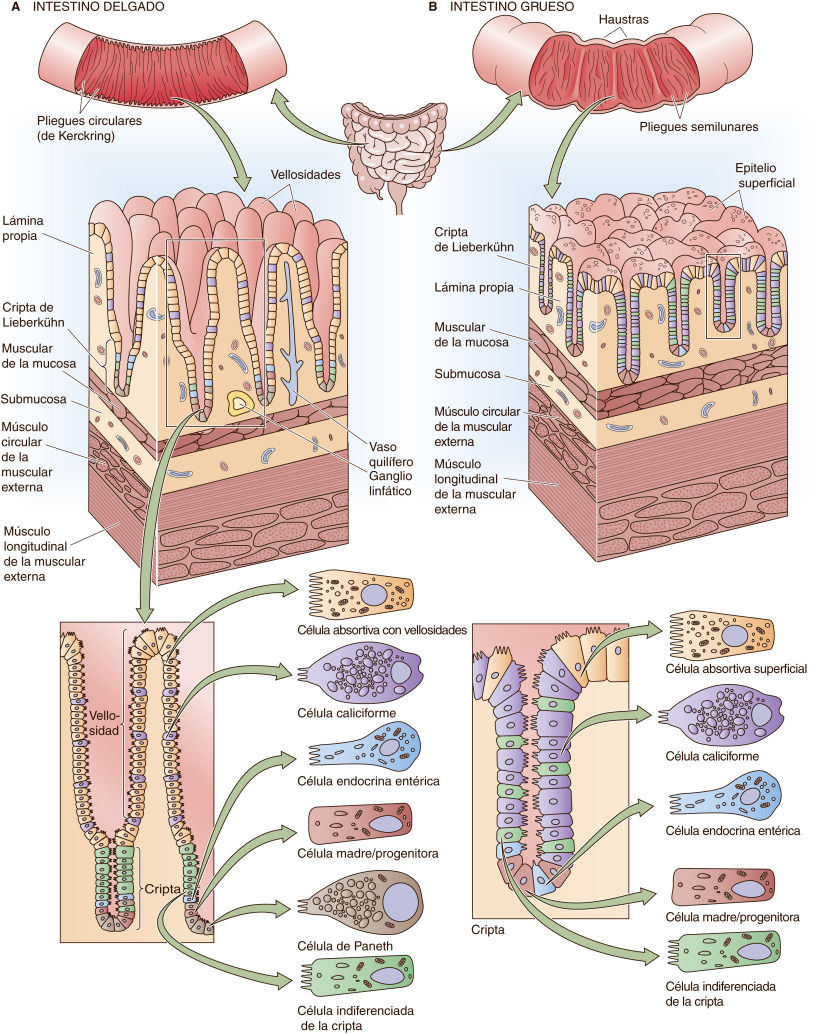 A INTESTINO DELGADO
Pliegues circulares
(de Kerckring)
Vellosidades
Lámina
propia
Cripta de
Lieberkühn
Muscular
de la mucosa
Submucosa
Músculo
circular
de la
muscular
externa
Músculo
longitudinal
de la muscular
externa
Vaso
quilífero
Ganglio
linfático
Vello-
sidad
Cripta
Célula absortiva con vellosidades
Célula caliciforme
Célula endocrina entérica
Célula madre/progenitora
Célula de Paneth
Célula indiferenciada
de la cripta
B INTESTINO GRUESO
Haustras
Pliegues semilunares
Epitelio
superficial
Cripta
de Lieberkühn
Lámina propia
Muscular
de la mucosa
Submucosa
Músculo circular
de la muscular
externa
Músculo
longitudinal
de la muscular
externa
Cripta
Célula absortiva superficial
Célula caliciforme
Célula endocrina entérica
Célula madre/progenitora
Célula indiferenciada
de la cripta